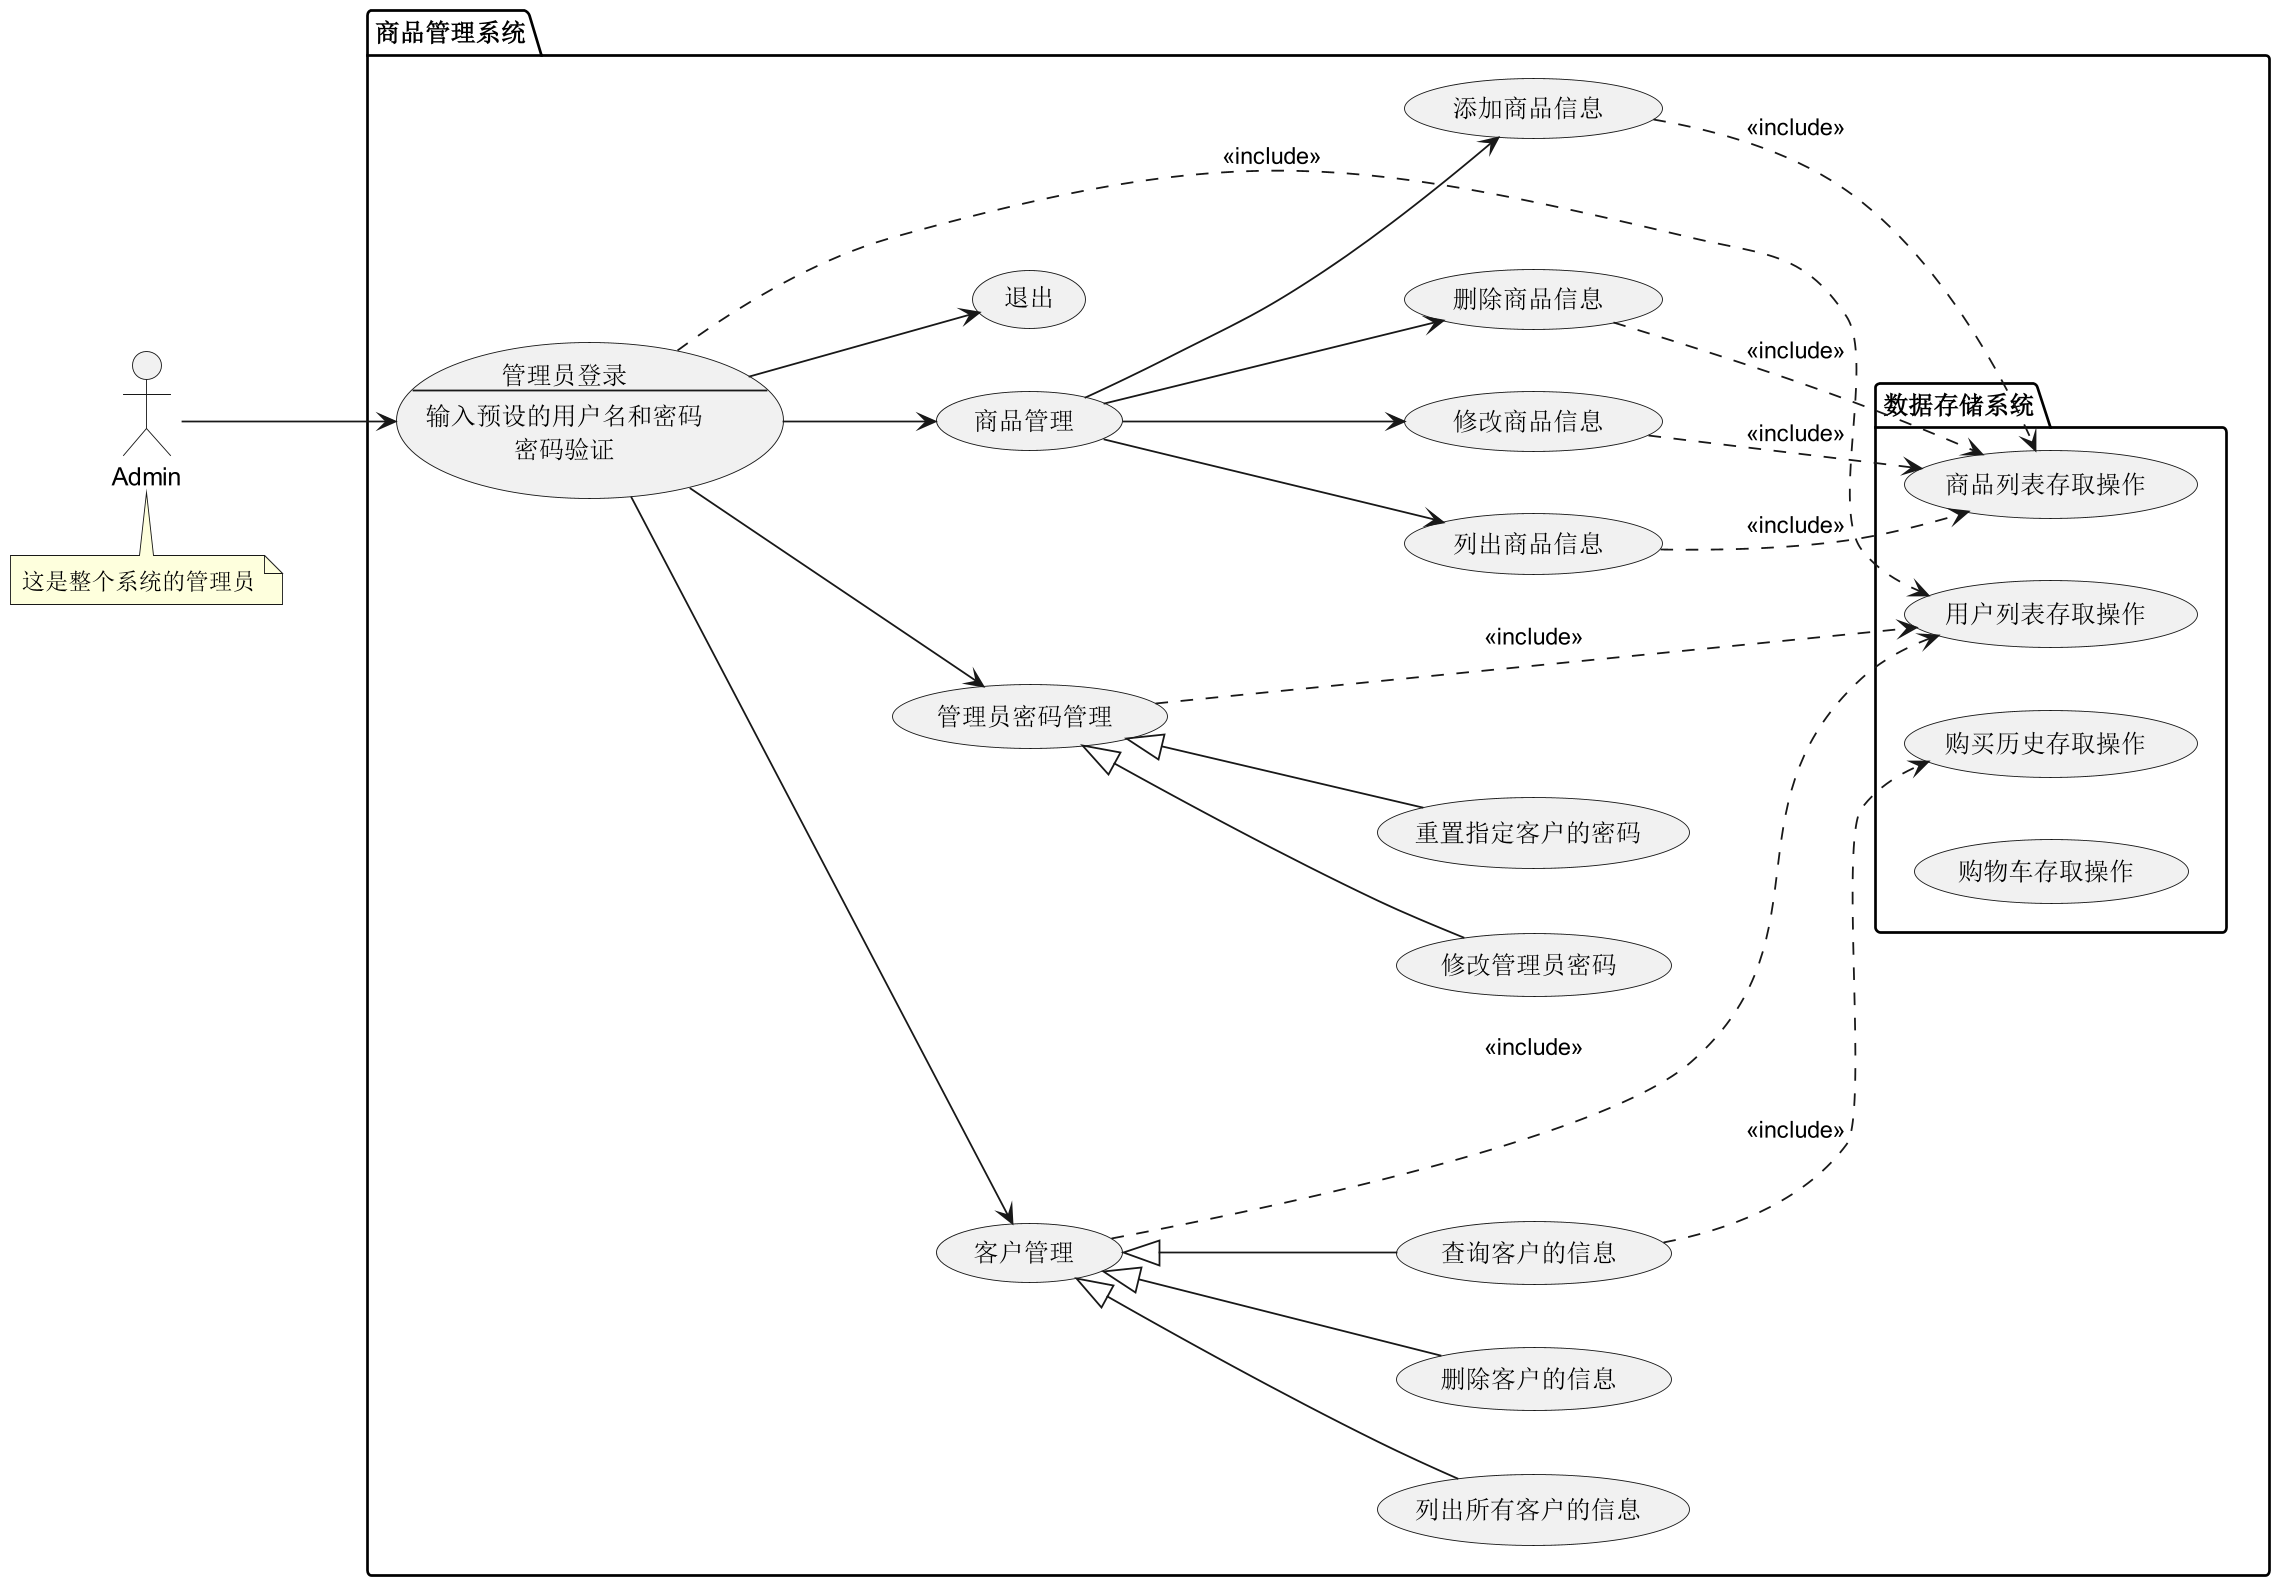 商品管理系统
添加商品信息
«include»
«include»
退出
删除商品信息
«include»
管理员登录
输入预设的用户名和密码
密码验证
商品管理
修改商品信息
«include»
数据存储系统
Admin
商品列表存取操作
列出商品信息
«include»
这是整个系统的管理员
用户列表存取操作
«include»
管理员密码管理
购买历史存取操作
重置指定客户的密码
购物车存取操作
修改管理员密码
«include»
«include»
客户管理
查询客户的信息
删除客户的信息
列出所有客户的信息